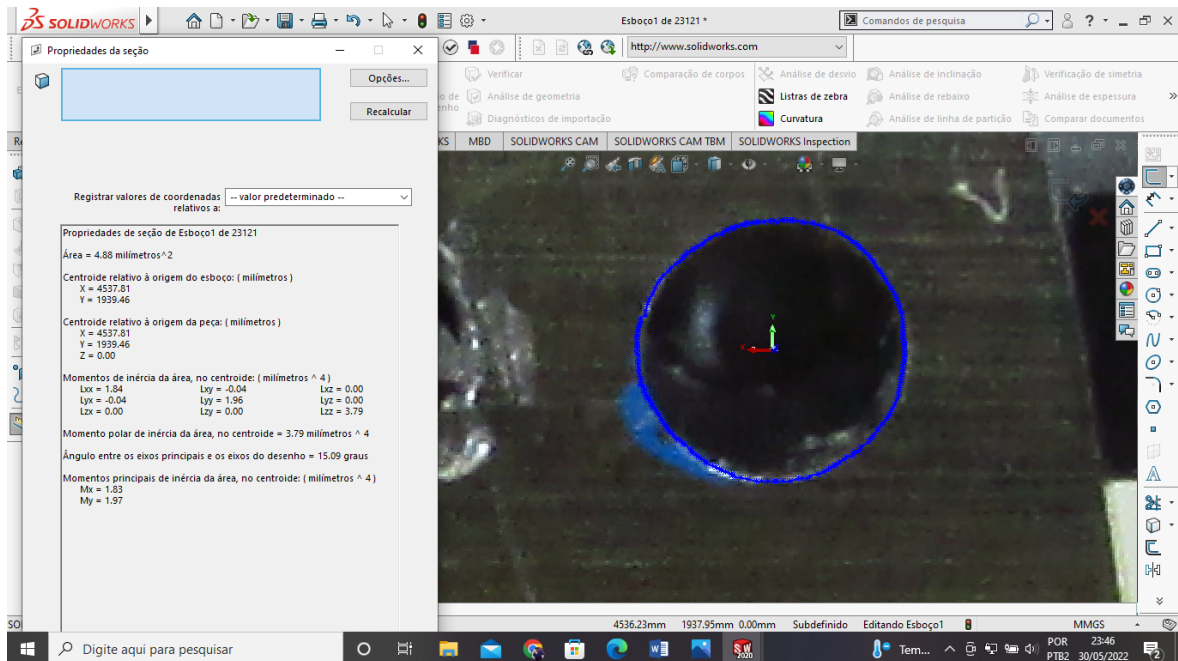 SOLIDWORKS
Esboço1 de 23121 *
Comandos de pesquisa
Propriedades da seção
http://www.solidworks.com
Opções...
Recalcular
Verificar
Comparação de corpos
Análise de desvio
Análise de inclinação
Verificação de simetria
Análise de geometria
Listras de zebra
Análise de rebaixo
Análise de espessura
Diagnósticos de importação
Curvatura
Análise de linha de partição
Comparar documentos
MBD
SOLIDWORKS CAM
SOLIDWORKS CAM TBM
SOLIDWORKS Inspection
Registrar valores de coordenadas relativos a:
-- valor predeterminado --
Propriedades de seção de Esboço1 de 23121
Área = 4.88 milímetros^2
Centroide relativo à origem do esboço: ( milímetros )
X = 4537.81
Y = 1939.46
Centroide relativo à origem da peça: ( milímetros )
X = 4537.81
Y = 1939.46
Z = 0.00
Momentos de inércia da área, no centroide: ( milímetros ^ 4 )
Lxx = 1.84 Lxy = -0.04 Lxz = 0.00
Lyx = -0.04 Lyy = 1.96 Lyz = 0.00
Lzx = 0.00 Lzy = 0.00 Lzz = 3.79
Momento polar de inércia da área, no centroide = 3.79 milímetros ^ 4
Ângulo entre os eixos principais e os eixos do desenho = 15.09 graus
Momentos principais de inércia da área, no centroide: ( milímetros ^ 4 )
Mx = 1.83
My = 1.97
Y
X
4536.23mm 1937.95mm 0.00mm Subdefinido Editando Esboço1
MMGS
Digite aqui para pesquisar
Tem...
POR
PTB2
23:46
30/05/2022